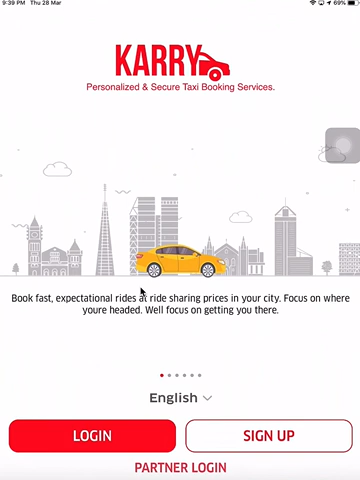 9:39 PM Thu 28 Mar
69%
KARRY
Personalized & Secure Taxi Booking Services.
Book fast, expectational rides at ride sharing prices in your city. Focus on where
youre headed. Well focus on getting you there.
English
LOGIN
SIGN UP
PARTNER LOGIN